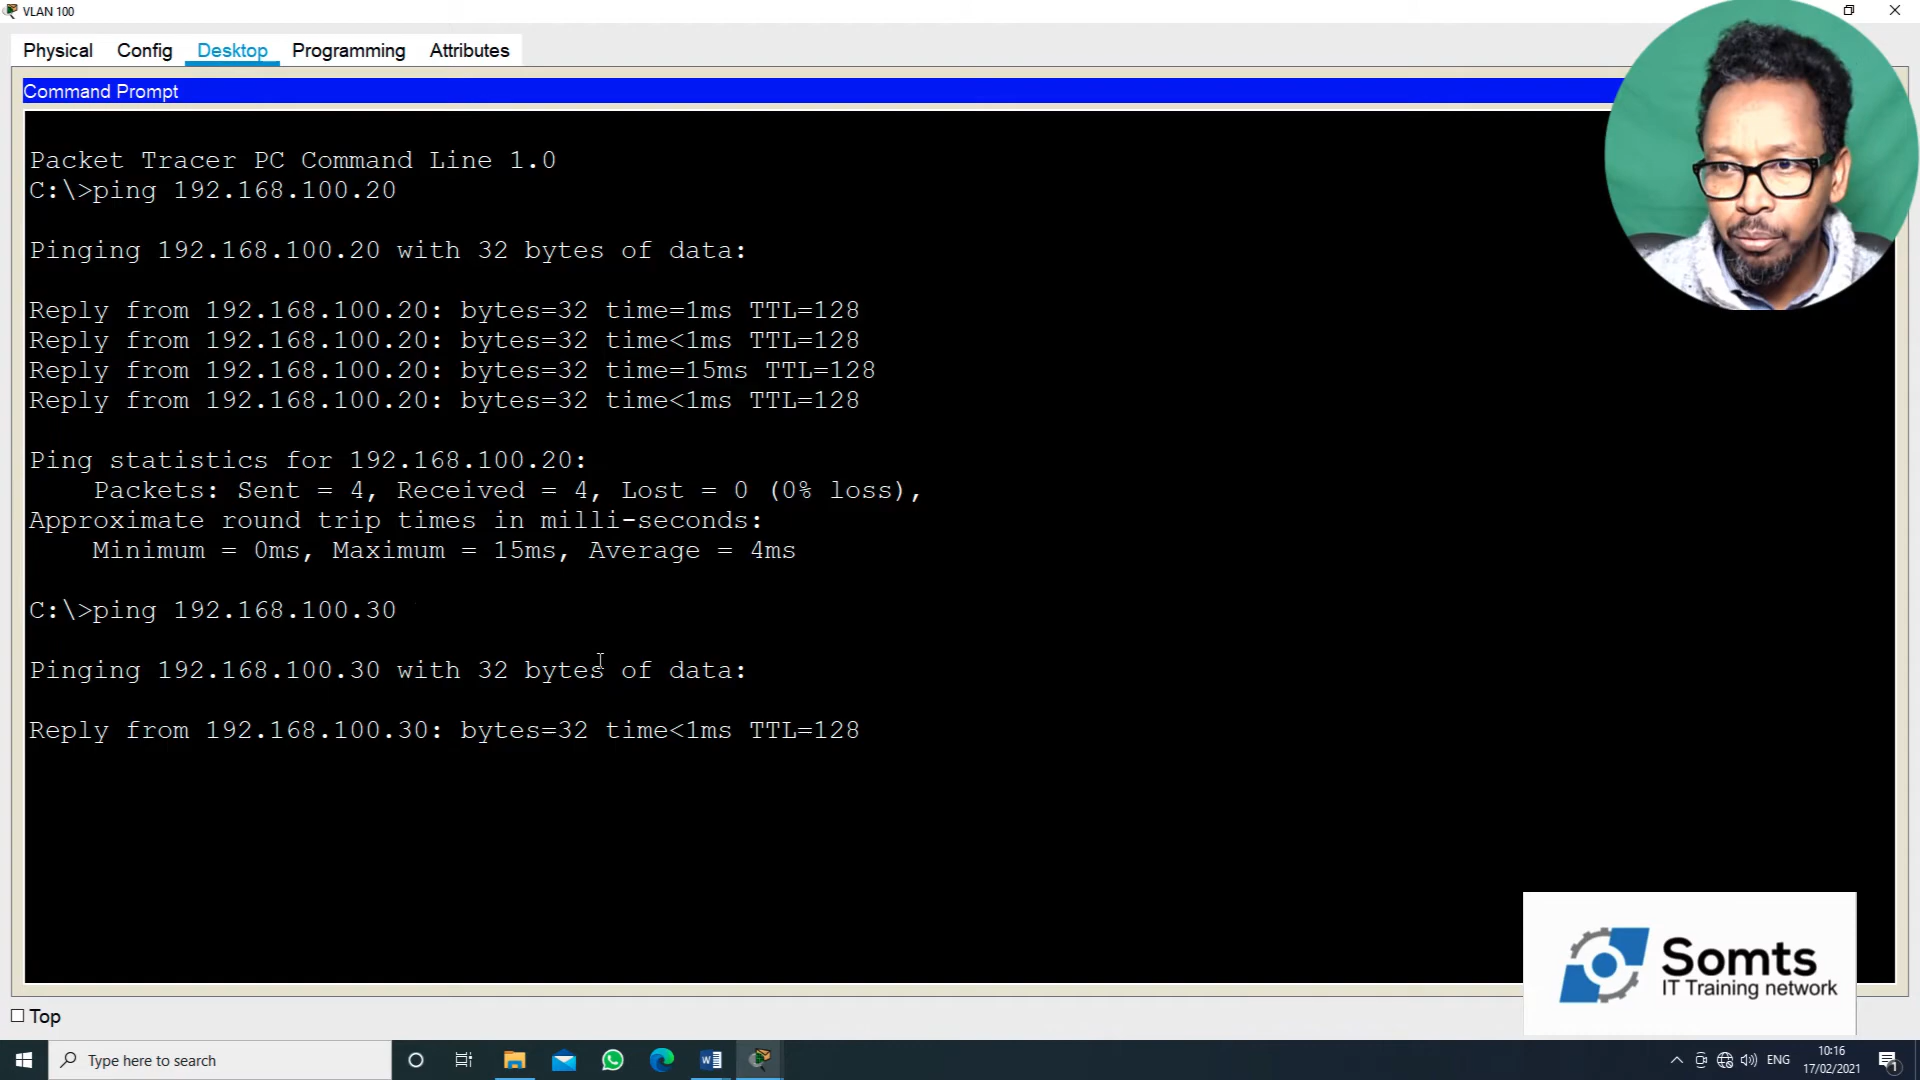 VLAN 100
Physical Config Desktop Programming Attributes
Command Prompt
Packet Tracer PC Command Line 1.0
C:\>ping 192.168.100.20
Pinging 192.168.100.20 with 32 bytes of data:
Reply from 192.168.100.20: bytes=32 time=1ms TTL=128
Reply from 192.168.100.20: bytes=32 time<1ms TTL=128
Reply from 192.168.100.20: bytes=32 time=15ms TTL=128
Reply from 192.168.100.20: bytes=32 time<1ms TTL=128
Ping statistics for 192.168.100.20:
Packets: Sent = 4, Received = 4, Lost = 0 (0% loss),
Approximate round trip times in milli-seconds:
Minimum = 0ms, Maximum = 15ms, Average = 4ms
C:\>ping 192.168.100.30
Pinging 192.168.100.30 with 32 bytes of data:
Reply from 192.168.100.30: bytes=32 time<1ms TTL=128
Somts
IT Training network
Top
Type here to search
ENG
10:16
17/02/2021
1